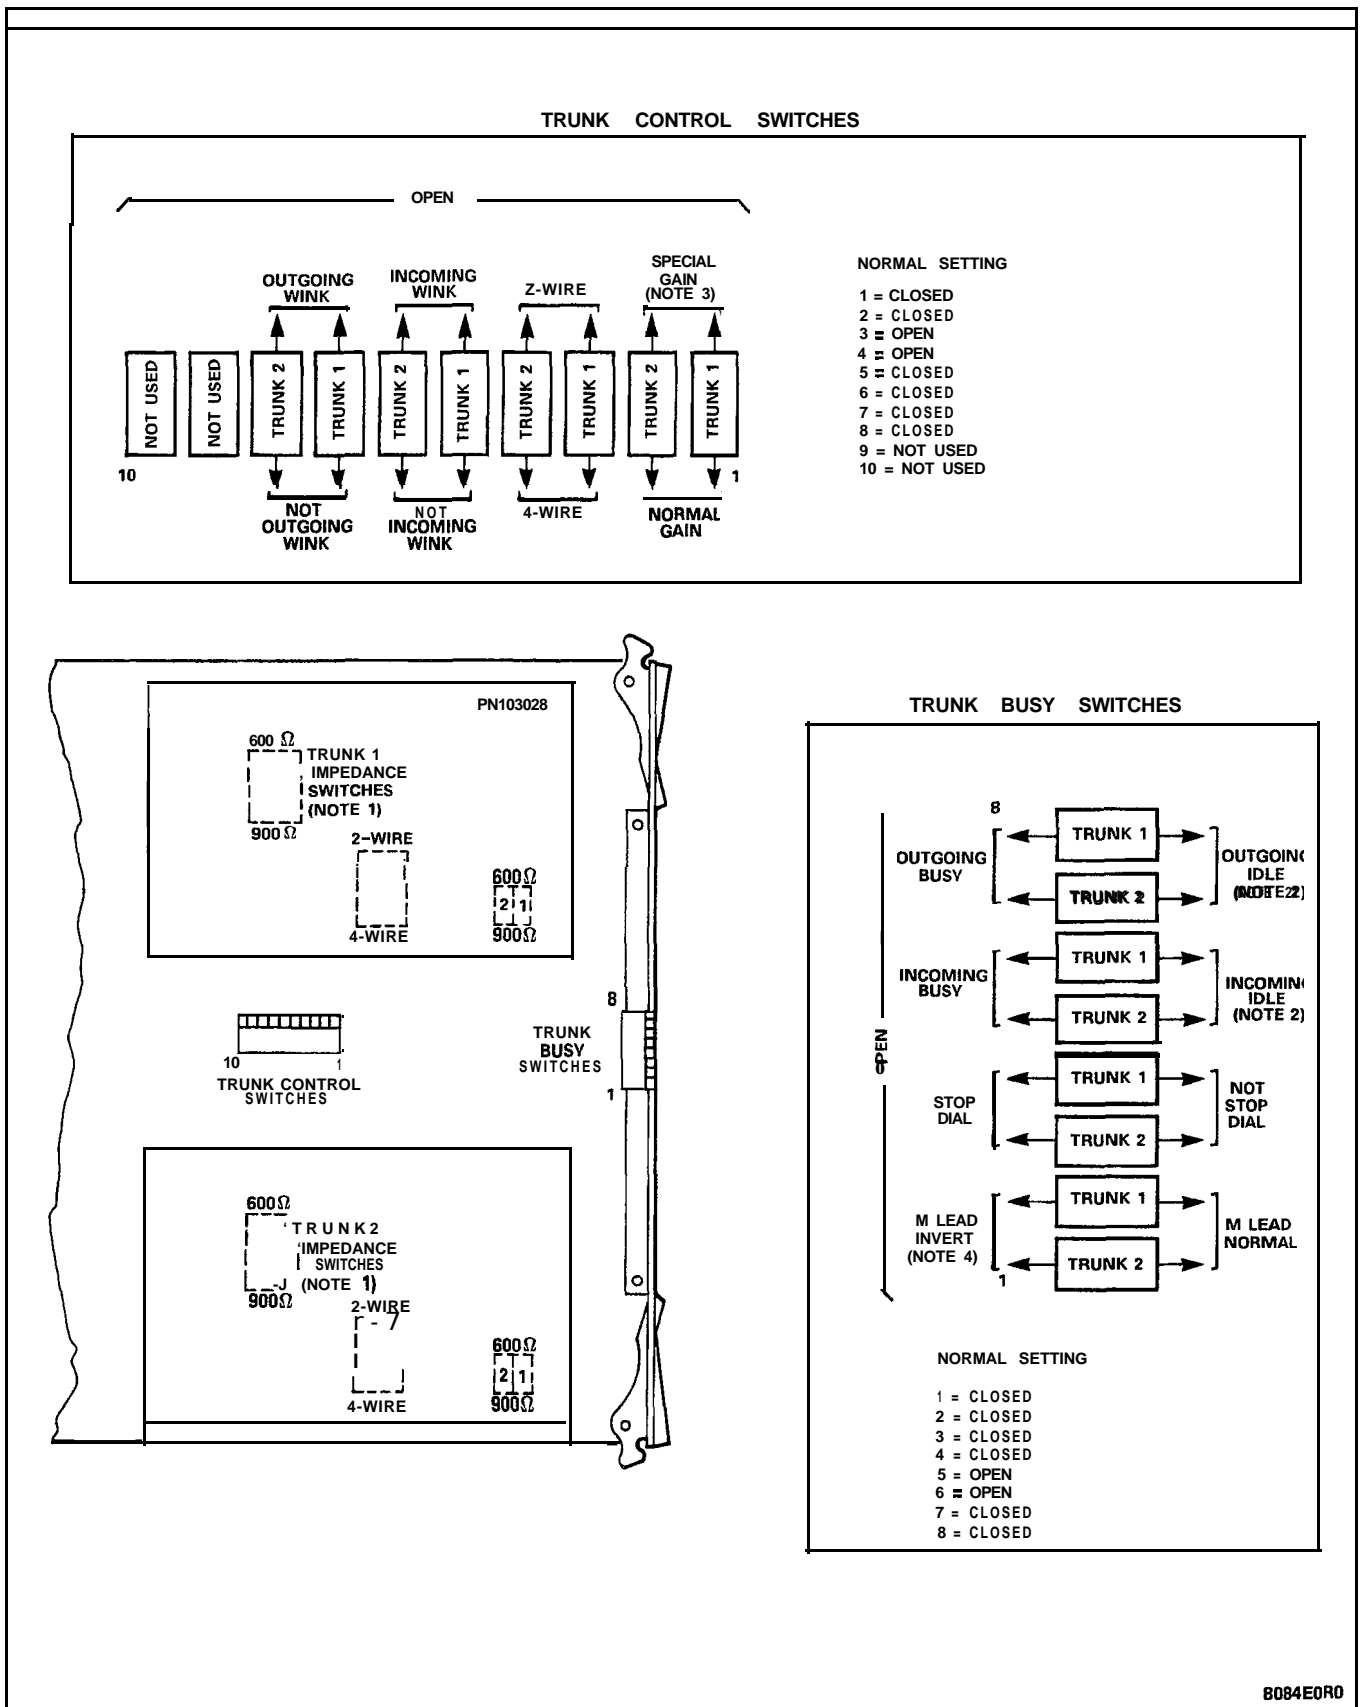 TRUNK CONTROL SWITCHES
OPEN
OUTGOING
WINK
INCOMING
WINK
Z-WIRE
SPECIAL
GAIN
(NOTE 3)
NOT USED
NOT USED
TRUNK 2
TRUNK 1
TRUNK 2
TRUNK 1
TRUNK 2
TRUNK 1
TRUNK 2
TRUNK 1
10
1
NOT
OUTGOING
WINK
NOT
INCOMING
WINK
4-WIRE
NORMAL
GAIN
NORMAL SETTING
1 = CLOSED
2 = CLOSED
3 = OPEN
4 = OPEN
5 = CLOSED
6 = CLOSED
7 = CLOSED
8 = CLOSED
9 = NOT USED
10 = NOT USED
PN103028
600 Ω
TRUNK 1
IMPEDANCE
SWITCHES
(NOTE 1)
900 Ω
2-WIRE
4-WIRE
600Ω
2 1
900Ω
10
1
TRUNK CONTROL
SWITCHES
8
TRUNK
BUSY
SWITCHES
1
600Ω
TRUNK2
IMPEDANCE
SWITCHES
(NOTE 1)
900Ω
2-WIRE
4-WIRE
600Ω
2 1
900Ω
TRUNK BUSY SWITCHES
OPEN
8
OUTGOING
BUSY
TRUNK 1
TRUNK 2
OUTGOING
IDLE
(NOTE 2)
INCOMING
BUSY
TRUNK 1
TRUNK 2
INCOMING
IDLE
(NOTE 2)
STOP
DIAL
TRUNK 1
TRUNK 2
NOT
STOP
DIAL
M LEAD
INVERT
(NOTE 4)
1
TRUNK 1
TRUNK 2
M LEAD
NORMAL
NORMAL SETTING
1 = CLOSED
2 = CLOSED
3 = CLOSED
4 = CLOSED
5 = OPEN
6 = OPEN
7 = CLOSED
8 = CLOSED
8084E0R0